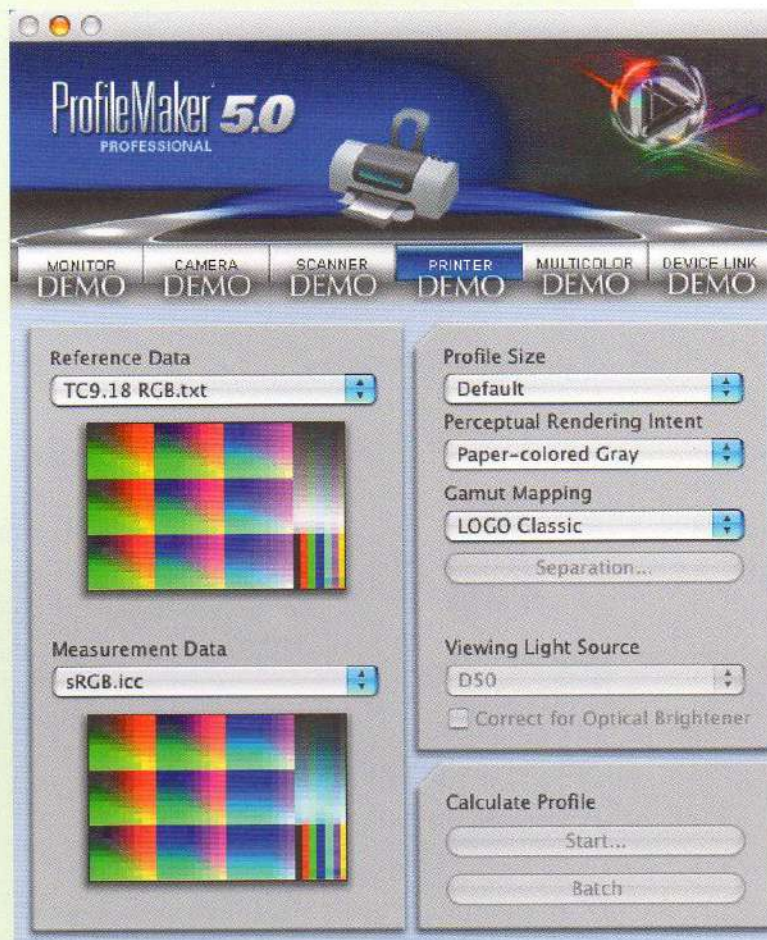 ProfileMaker 5.0
PROFESSIONAL
MONITOR DEMO
CAMERA DEMO
SCANNER DEMO
PRINTER DEMO
MULTICOLOR DEMO
DEVICE LINK DEMO
Reference Data
TC9.18 RGB.txt
Measurement Data
sRGB.icc
Profile Size
Default
Perceptual Rendering Intent
Paper-colored Gray
Gamut Mapping
LOGO Classic
Separation...
Viewing Light Source
D50
Correct for Optical Brightener
Calculate Profile
Start...
Batch